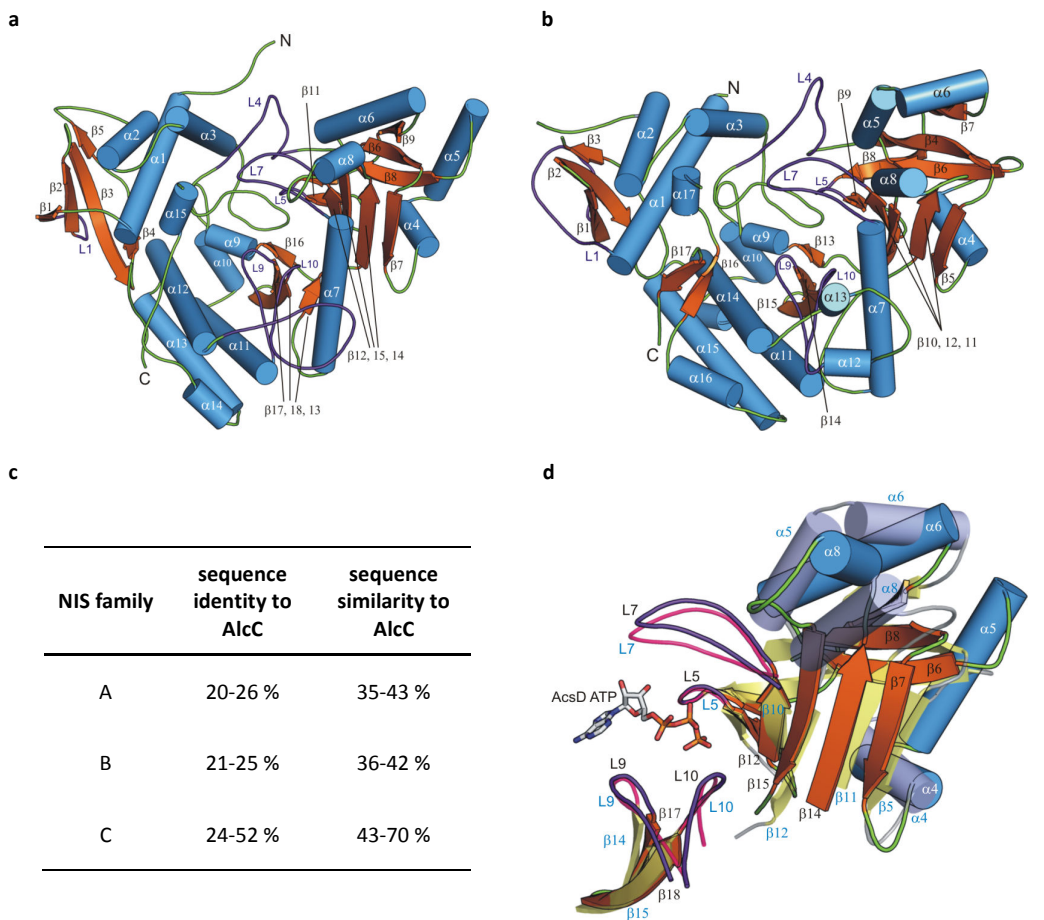 a
N
L4
β11
α6
β5
α2
α3
β9
α1
β6
α5
α8
L7
β8
β2
β3
L5
α15
β1
α4
L1
β4
α9
β16
α10
L9
L10
β7
α12
α7
α13
α11
β12, 15, 14
C
α14
β17, 18, 13
b
N
L4
α6
β9
α5
β7
β3
α2
α3
β4
β8
L7
L5
β6
β2
α17
α8
α1
β1
α4
L1
α9
β13
β17
β16
α10
L9
L10
β5
α14
β15
α13
α7
β10, 12, 11
C
α15
α11
α12
α16
β14
c
NIS family
sequence identity to AlcC
sequence similarity to AlcC
A 20-26 % 35-43 %
B 21-25 % 36-42 %
C 24-52 % 43-70 %
d
α6
α5
α6
α8
L7
α8
L7
β8
α5
L5
β7
β6
AcsD ATP
L5
β10
β12
L9
L10
β15
L9
β17
L10
β11
β5
α4
β14
β14
α4
β12
β18
β15